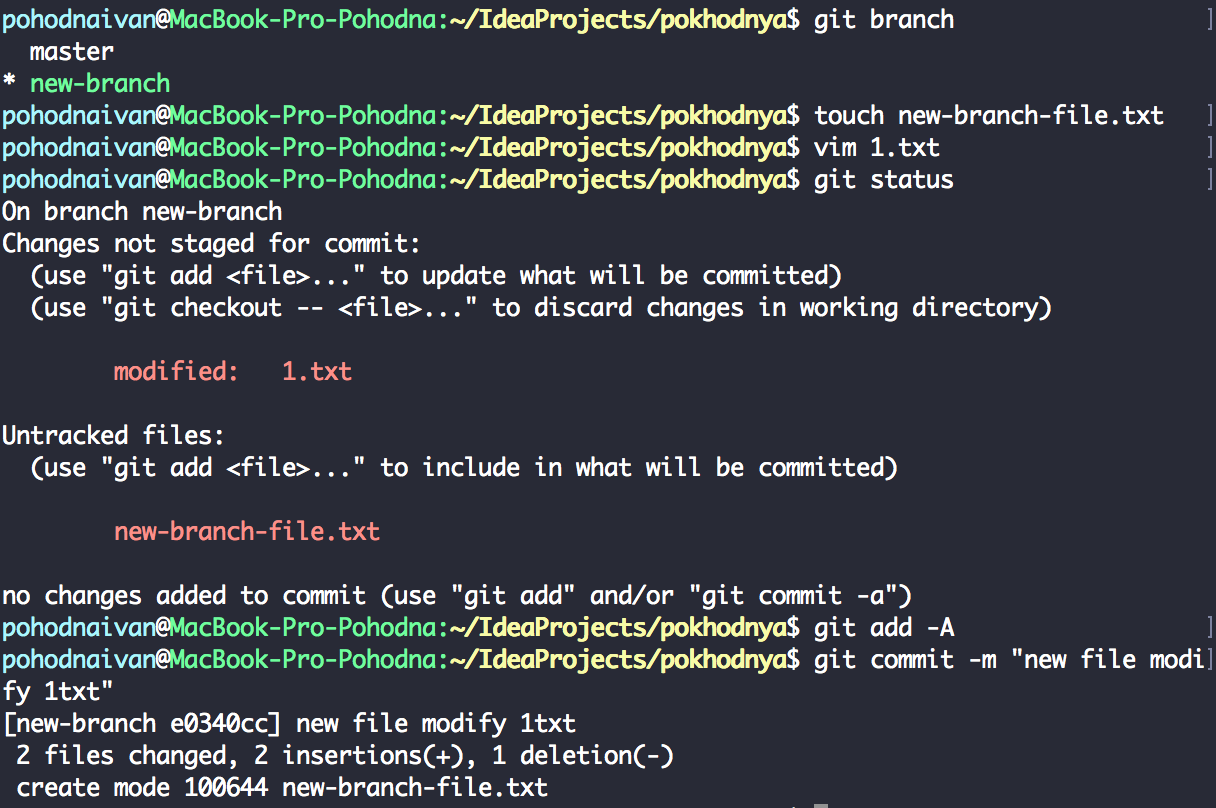 pohodnaivan@MacBook-Pro-Pohodna:~/IdeaProjects/pokhodnya$ git branch ]
  master
* new-branch
pohodnaivan@MacBook-Pro-Pohodna:~/IdeaProjects/pokhodnya$ touch new-branch-file.txt ]
pohodnaivan@MacBook-Pro-Pohodna:~/IdeaProjects/pokhodnya$ vim 1.txt ]
pohodnaivan@MacBook-Pro-Pohodna:~/IdeaProjects/pokhodnya$ git status ]
On branch new-branch
Changes not staged for commit:
  (use "git add <file>..." to update what will be committed)
  (use "git checkout -- <file>..." to discard changes in working directory)
        modified:   1.txt
Untracked files:
  (use "git add <file>..." to include in what will be committed)
        new-branch-file.txt
no changes added to commit (use "git add" and/or "git commit -a")
pohodnaivan@MacBook-Pro-Pohodna:~/IdeaProjects/pokhodnya$ git add -A ]
pohodnaivan@MacBook-Pro-Pohodna:~/IdeaProjects/pokhodnya$ git commit -m "new file modi]
fy 1txt"
[new-branch e0340cc] new file modify 1txt
 2 files changed, 2 insertions(+), 1 deletion(-)
 create mode 100644 new-branch-file.txt